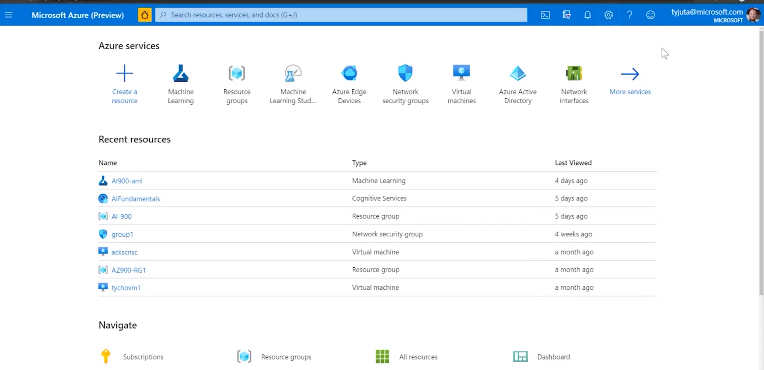 Microsoft Azure (Preview)
Search resources, services, and docs (G+/)
tyjuta@microsoft.com
MICROSOFT
Azure services
Create a resource
Machine Learning
Resource groups
Machine Learning Stud...
Azure Edge Devices
Network security groups
Virtual machines
Azure Active Directory
Network interfaces
More services
Recent resources
Name Type Last Viewed
AI900-aml Machine Learning 4 days ago
AIFundamentals Cognitive Services 5 days ago
AI-900 Resource group 5 days ago
group1 Network security group 4 weeks ago
ackscnsc Virtual machine a month ago
AZ900-RG1 Resource group a month ago
tychovm1 Virtual machine a month ago
Navigate
Subscriptions Resource groups All resources Dashboard